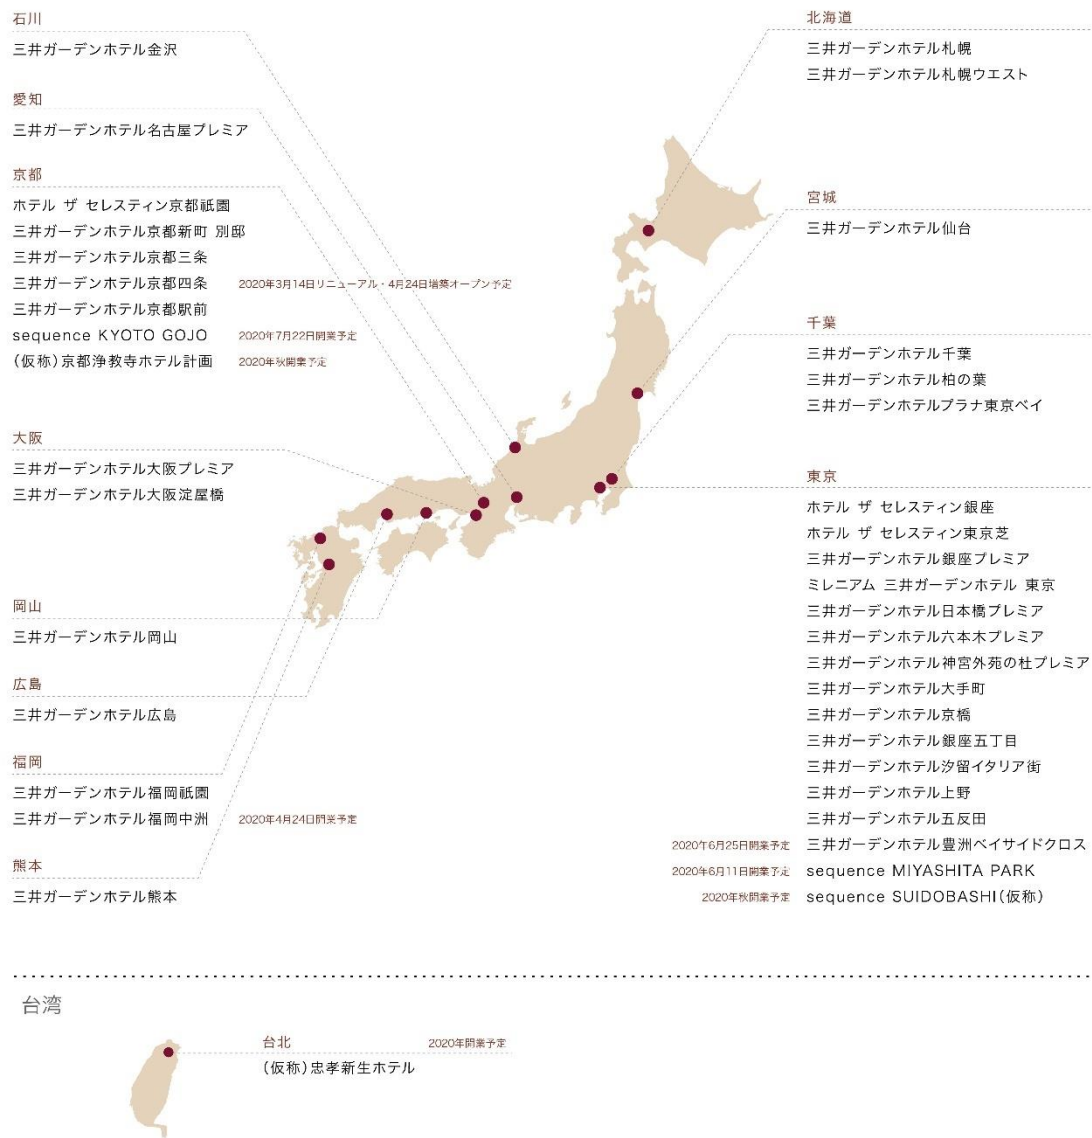 石川
三井ガーデンホテル金沢
愛知
三井ガーデンホテル名古屋プレミア
京都
ホテル ザ セレスティン京都祇園
三井ガーデンホテル京都新町 別邸
三井ガーデンホテル京都三条
三井ガーデンホテル京都四条 2020年3月14日リニューアル・4月24日増築オープン予定
三井ガーデンホテル京都駅前
sequence KYOTO GOJO 2020年7月22日開業予定
(仮称)京都浄教寺ホテル計画 2020年秋開業予定
大阪
三井ガーデンホテル大阪プレミア
三井ガーデンホテル大阪淀屋橋
岡山
三井ガーデンホテル岡山
広島
三井ガーデンホテル広島
福岡
三井ガーデンホテル福岡祇園
三井ガーデンホテル福岡中洲 2020年4月24日開業予定
熊本
三井ガーデンホテル熊本
北海道
三井ガーデンホテル札幌
三井ガーデンホテル札幌ウエスト
宮城
三井ガーデンホテル仙台
千葉
三井ガーデンホテル千葉
三井ガーデンホテル柏の葉
三井ガーデンホテルプラナ東京ベイ
東京
ホテル ザ セレスティン銀座
ホテル ザ セレスティン東京芝
三井ガーデンホテル銀座プレミア
ミレニアム 三井ガーデンホテル 東京
三井ガーデンホテル日本橋プレミア
三井ガーデンホテル六本木プレミア
三井ガーデンホテル神宮外苑の杜プレミア
三井ガーデンホテル大手町
三井ガーデンホテル京橋
三井ガーデンホテル銀座五丁目
三井ガーデンホテル汐留イタリア街
三井ガーデンホテル上野
三井ガーデンホテル五反田
2020年6月25日開業予定 三井ガーデンホテル豊洲ベイサイドクロス
2020年6月11日開業予定 sequence MIYASHITA PARK
2020年秋開業予定 sequence SUIDOBASHI(仮称)
台湾
台北 2020年開業予定
(仮称)忠孝新生ホテル